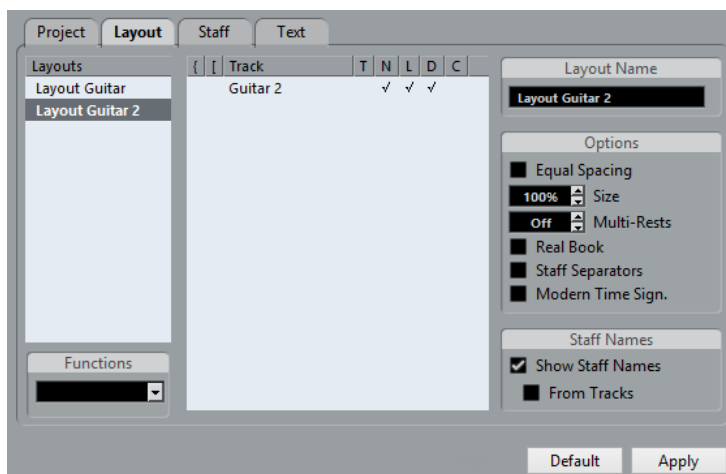 Project Layout Staff Text
Layouts
Layout Guitar
Layout Guitar 2
{ [ Track T N L D C
Guitar 2 √ √ √
Layout Name
Layout Guitar 2
Options
Equal Spacing
100% Size
Off Multi-Rests
Real Book
Staff Separators
Modern Time Sign.
Functions
Staff Names
Show Staff Names
From Tracks
Default Apply